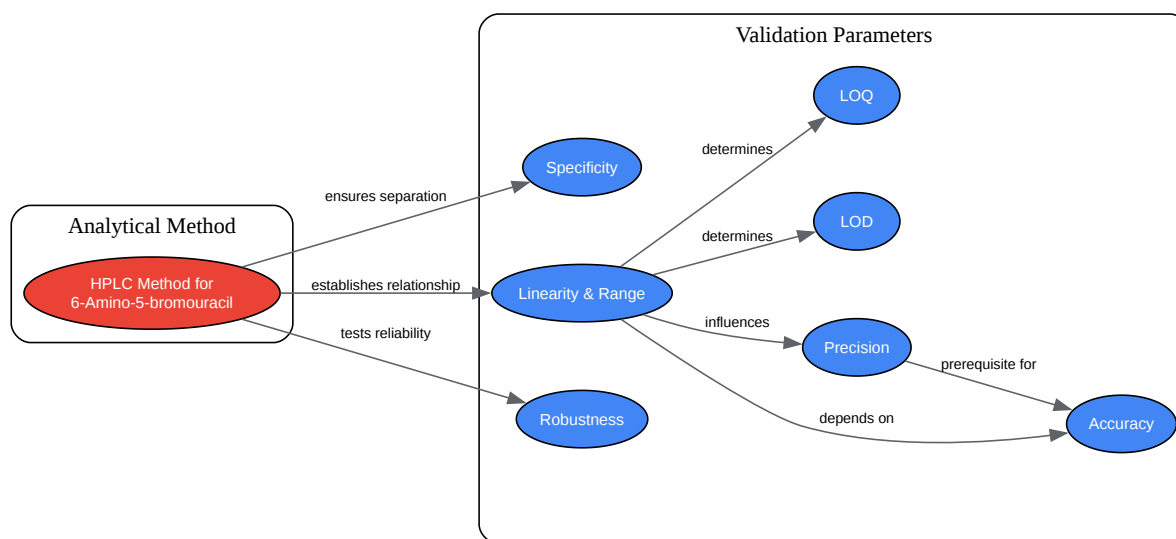 Validation Parameters
LOQ
determines
Specificity
ensures separation
Analytical Method
LOD
determines
HPLC Method for
6-Amino-5-bromouracil
establishes relationship
Linearity & Range
influences
tests reliability
Precision
prerequisite for
Robustness
depends on
Accuracy